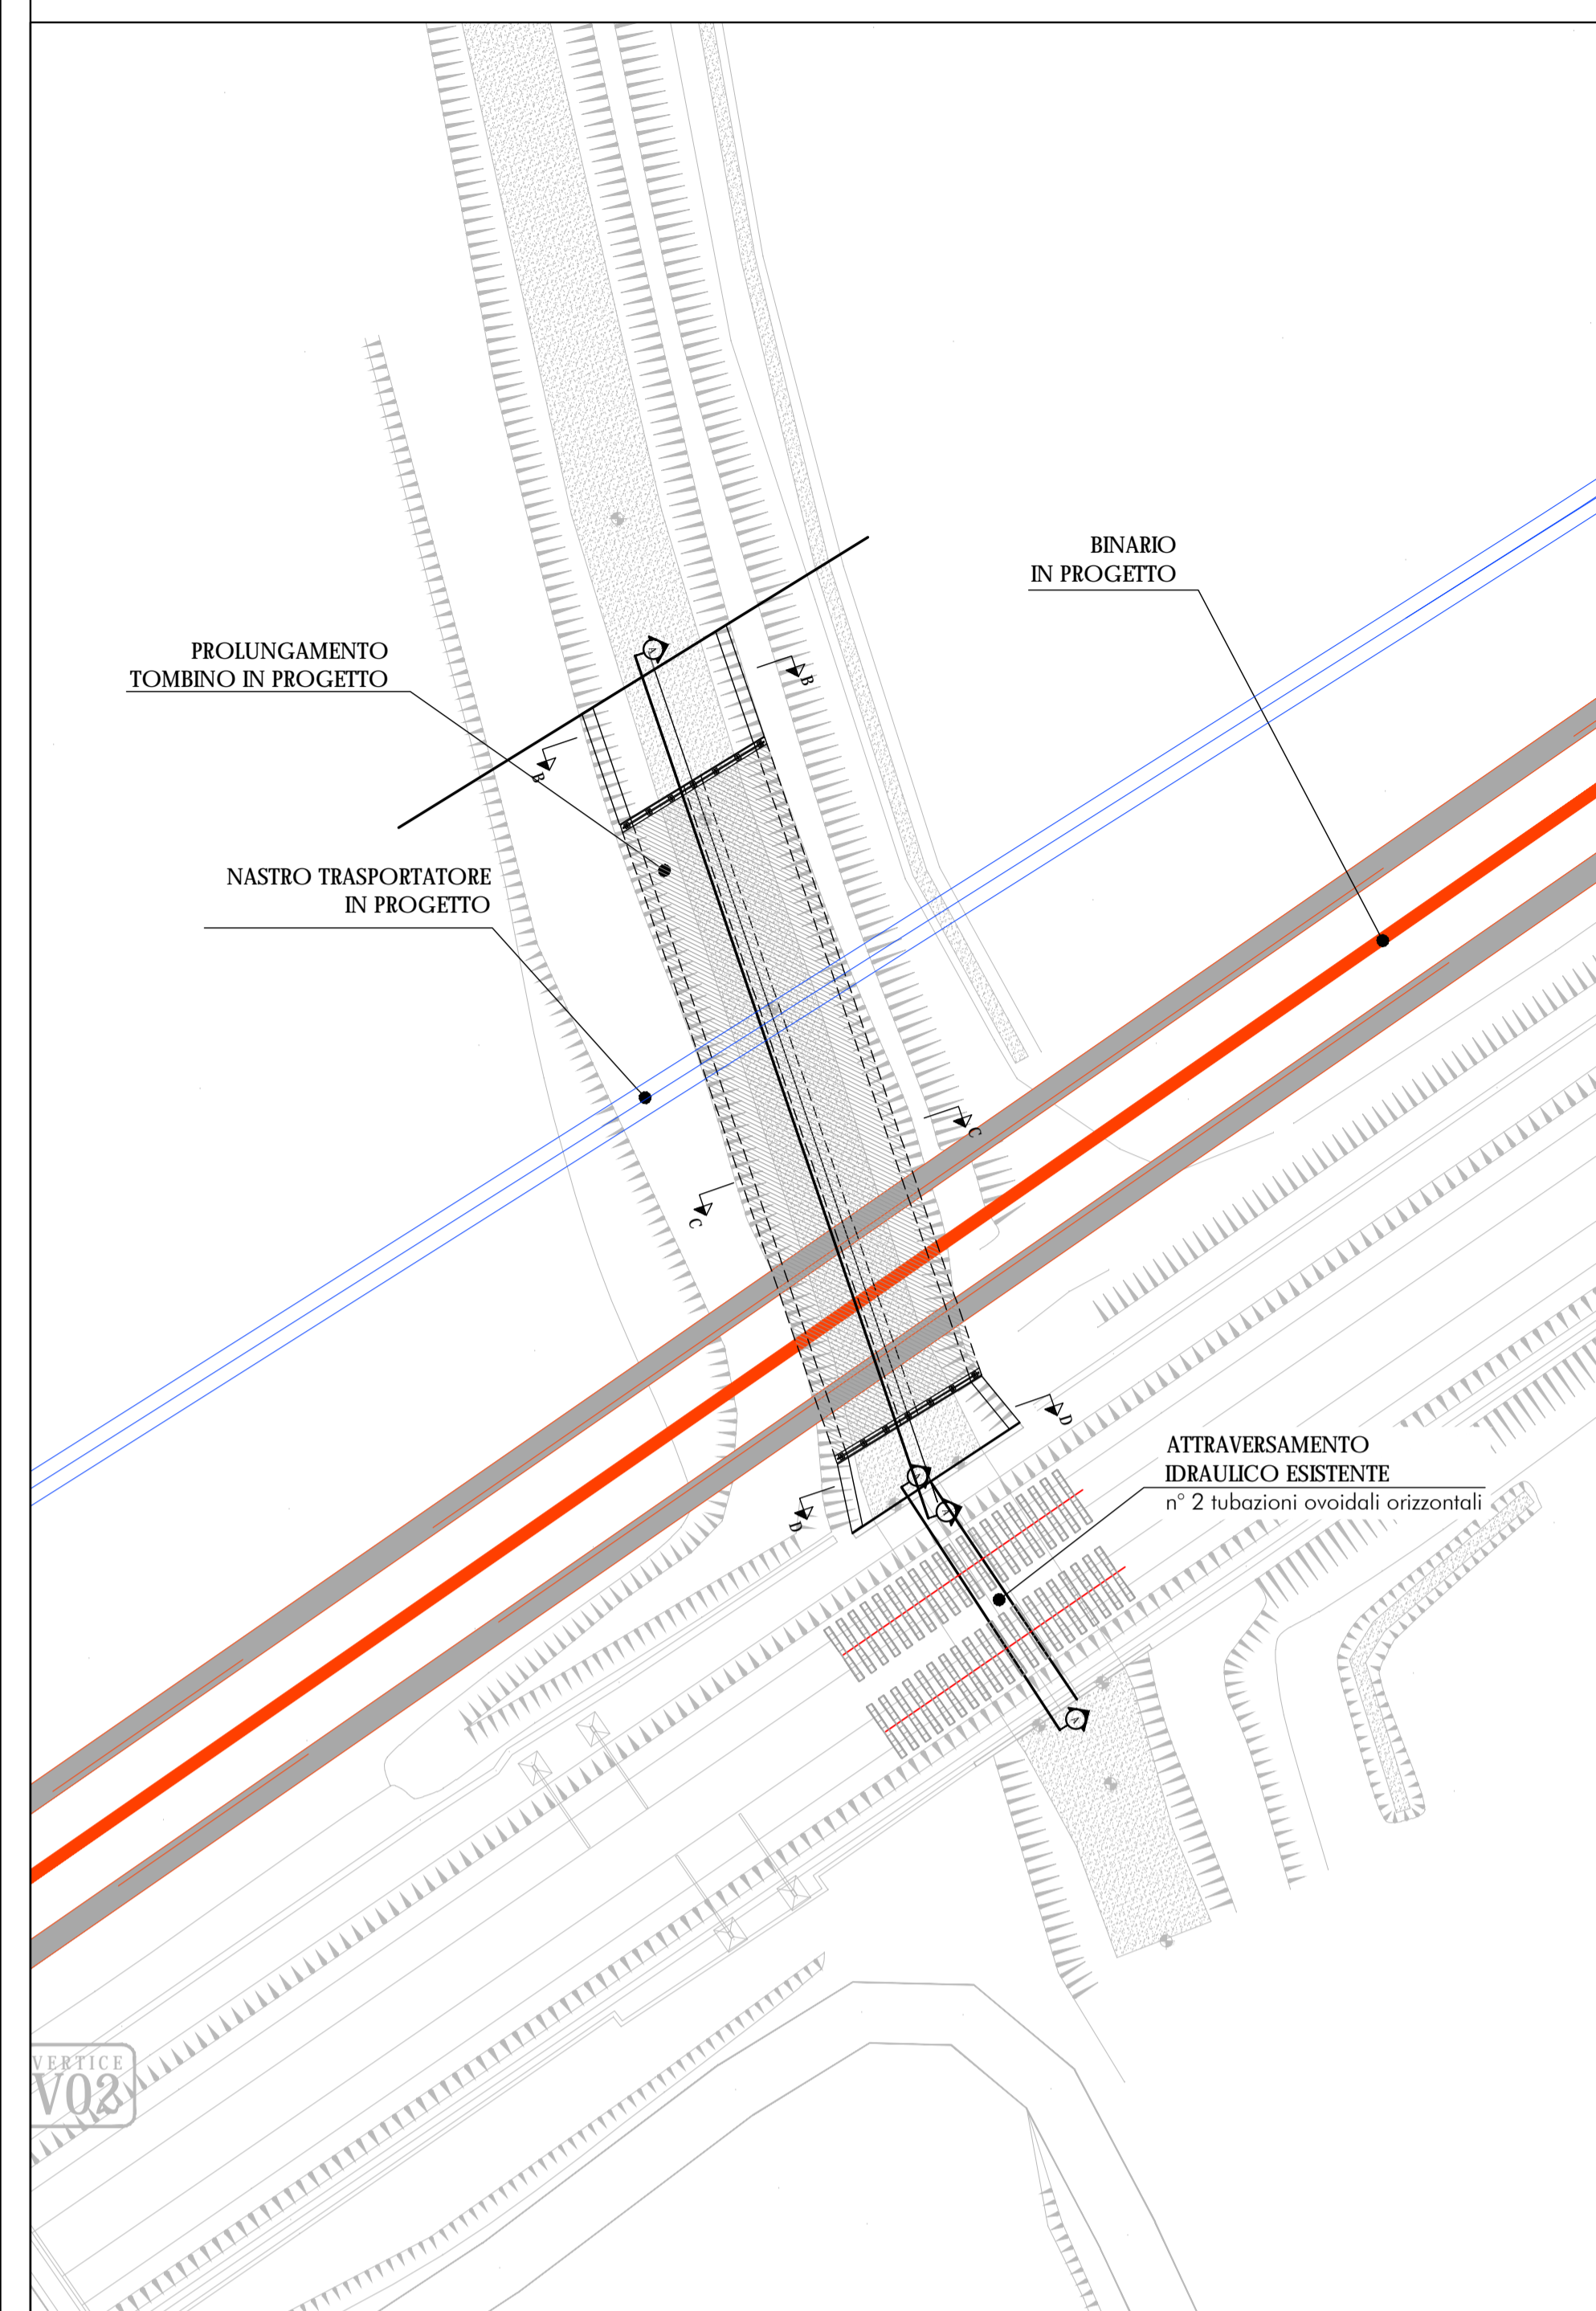 BINARIO
IN PROGETTO
PROLUNGAMENTO
TOMBINO IN PROGETTO
A
B
B
NASTRO TRASPORTATORE
IN PROGETTO
C
C
D
ATTRAVERSAMENTO
IDRAULICO ESISTENTE
n° 2 tubazioni ovoidali orizzontali
A
A
D
A
VERTICE
V02